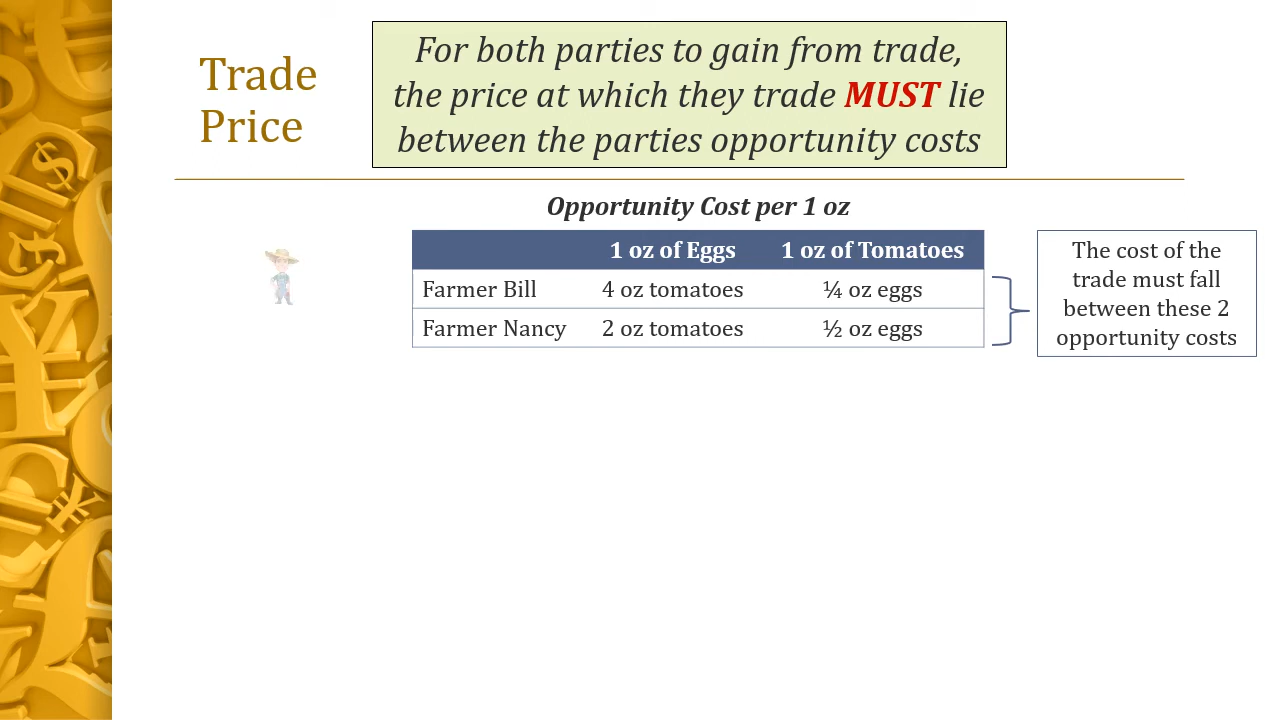 Trade
Price
For both parties to gain from trade,
the price at which they trade MUST lie
between the parties opportunity costs
Opportunity Cost per 1 oz
1 oz of Eggs 1 oz of Tomatoes
Farmer Bill 4 oz tomatoes ¼ oz eggs
Farmer Nancy 2 oz tomatoes ½ oz eggs
The cost of the
trade must fall
between these 2
opportunity costs